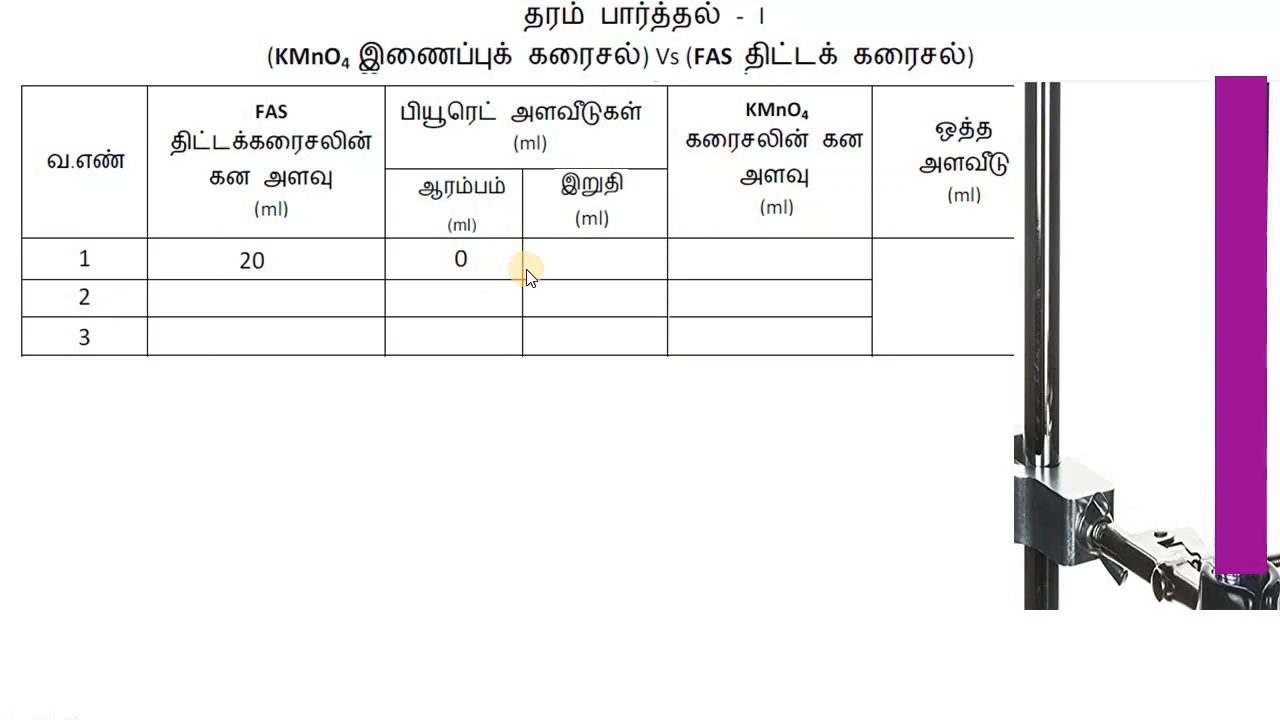 தரம் பார்த்தல் - I
(KMnO₄ இணைப்புக் கரைசல்) Vs (FAS திட்டக் கரைசல்)
வ.எண்
FAS
திட்டக்கரைசலின்
கன அளவு
(ml)
பியூரெட் அளவீடுகள்
(ml)
ஆரம்பம்
(ml)
இறுதி
(ml)
KMnO₄
கரைசலின் கன
அளவு
(ml)
ஒத்த
அளவீடு
(ml)
1 20 0
2
3